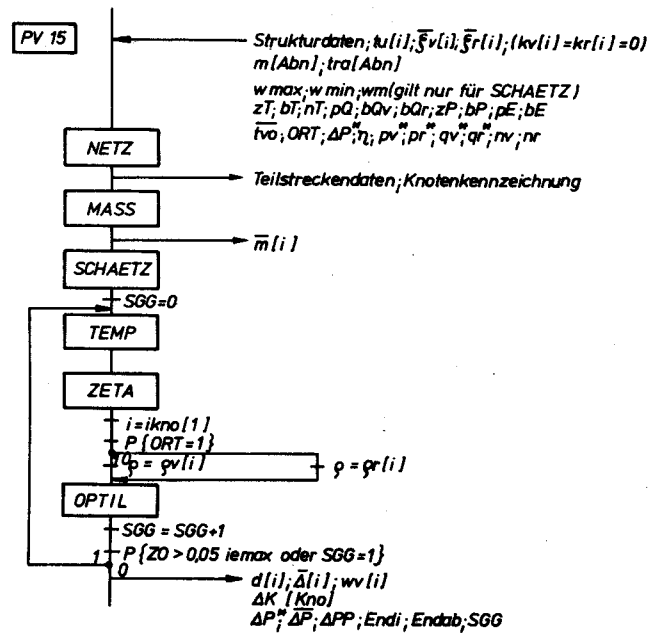 PV 15
Strukturdaten; tu[i]; ξ̅v[i]; ξ̅r[i]; (kv[i]=kr[i]=0)
m[Abn]; tra[Abn]
wmax; wmin; wm(gilt nur für SCHAETZ)
zT; bT; nT; pQ; bQv; bQr; zP; bP; pE; bE
t̅v̅o̅; ORT; ΔP*; η; pv*; pr*; qv*; qr*; nv; nr
NETZ
Teilstreckendaten; Knotenkennzeichnung
MASS
m̅[i]
SCHAETZ
SGG=0
TEMP
ZETA
i=ikno[1]
P{ORT=1}
1 0
ϱ = ϱv[i]
ϱ = ϱr[i]
OPTIL
SGG = SGG+1
1 P{ZO > 0,05 iemax oder SGG=1}
0
d[i]; Δ̅[i]; wv[i]
ΔK [Kno]
ΔP*; Δ̅P̅; ΔPP; Endi; Endab; SGG